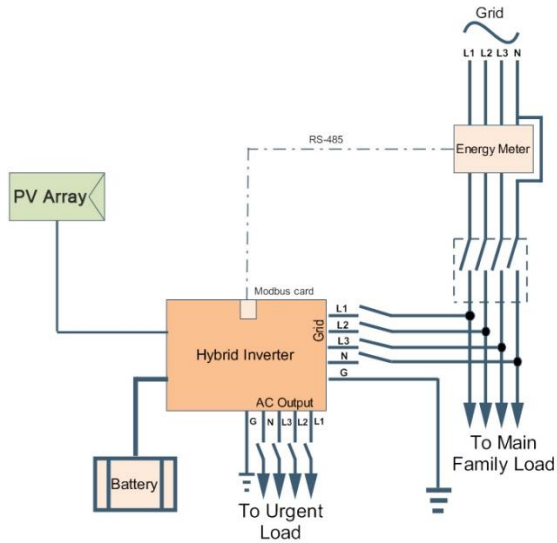 Grid
L1 L2 L3 N
RS-485
Energy Meter
PV Array
Modbus card
L1
L2
L3
N
G
Grid
Hybrid Inverter
AC Output
G N L3 L2 L1
Battery
To Urgent
Load
To Main
Family Load